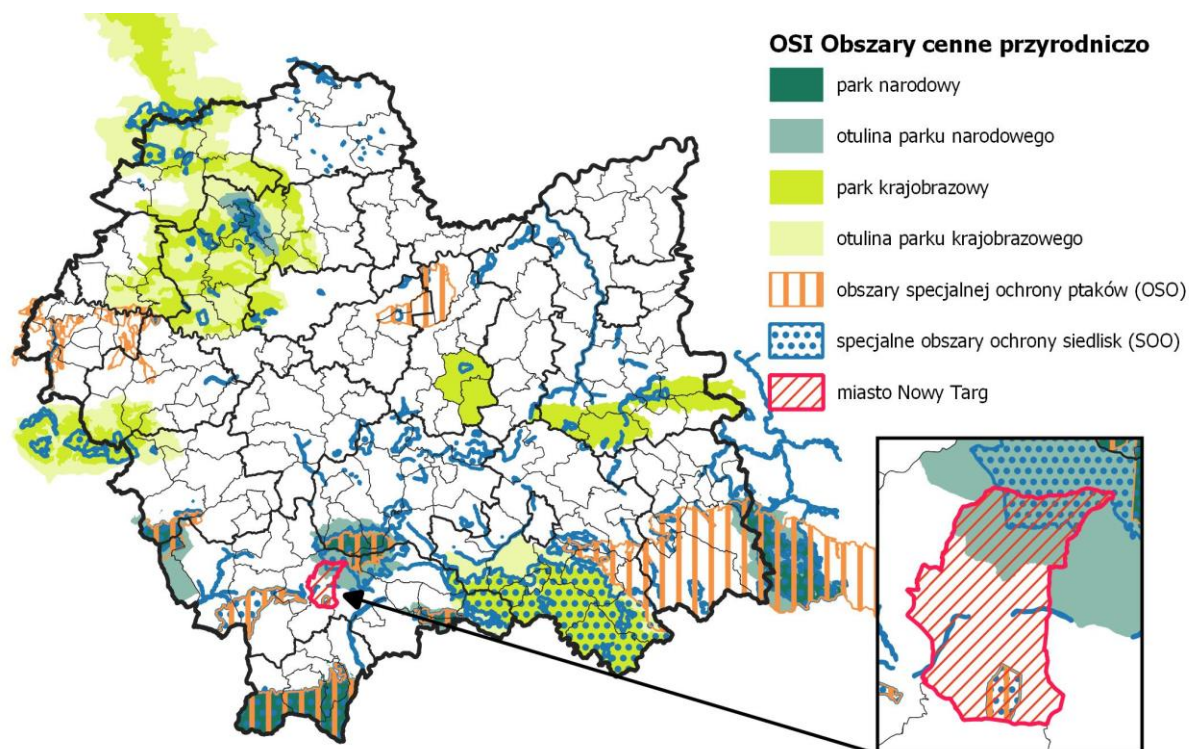 OSI Obszary cenne przyrodniczo
park narodowy
otulina parku narodowego
park krajobrazowy
otulina parku krajobrazowego
obszary specjalnej ochrony ptaków (OSO)
specjalne obszary ochrony siedlisk (SOO)
miasto Nowy Targ